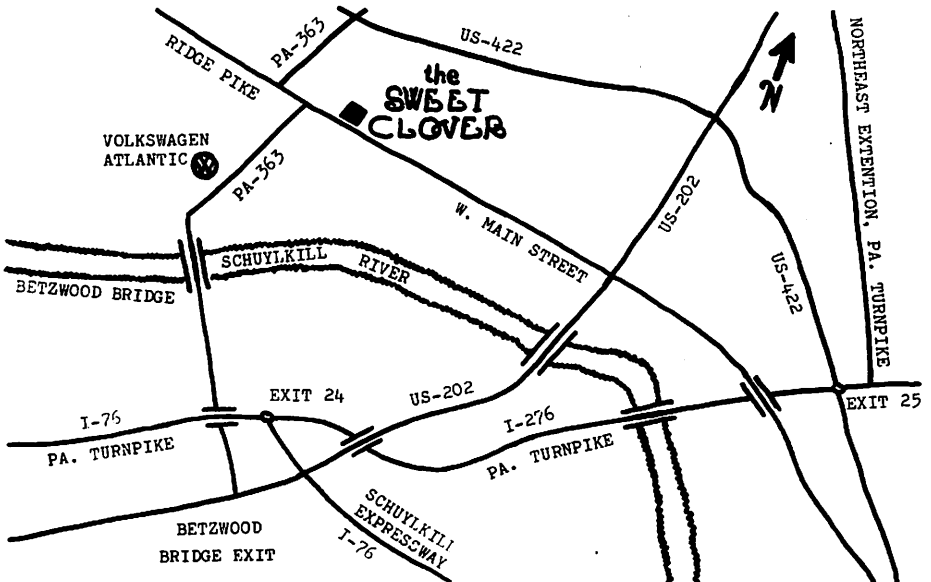 PA-363
US-422
RIDGE PIKE
the
SWEET
CLOVER
N
NORTHEAST EXTENTION, PA. TURNPIKE
VOLKSWAGEN
ATLANTIC
VW
PA-363
W. MAIN STREET
US-202
SCHUYLKILL
RIVER
BETZWOOD BRIDGE
US-422
EXIT 24
US-202
EXIT 25
I-76
PA. TURNPIKE
I-276
PA. TURNPIKE
SCHUYLKILL
EXPRESSWAY
I-76
BETZWOOD
BRIDGE EXIT